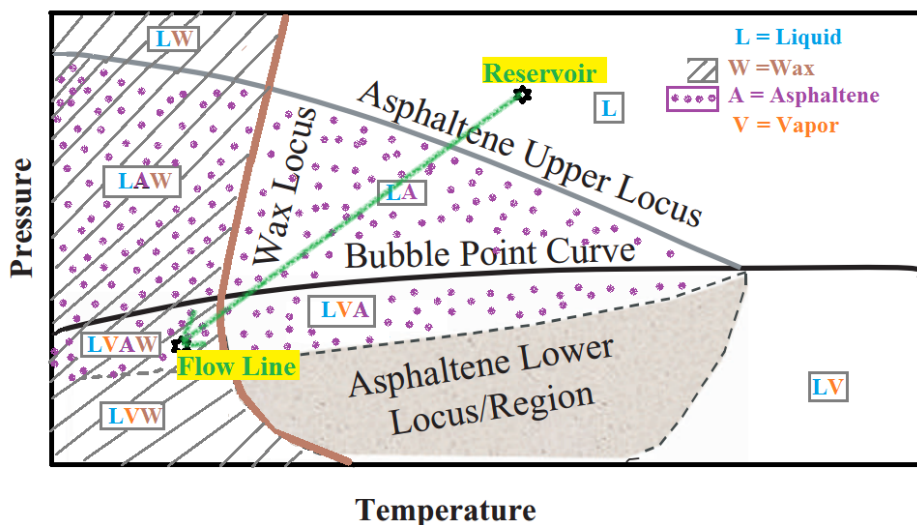 LW
L = Liquid
W =Wax
A = Asphaltene
V = Vapor
Reservoir
L
Asphaltene Upper Locus
Wax Locus
LAW
LA
Pressure
Bubble Point Curve
LVA
LVAW
Flow Line
Asphaltene Lower
Locus/Region
LV
LVW
Temperature